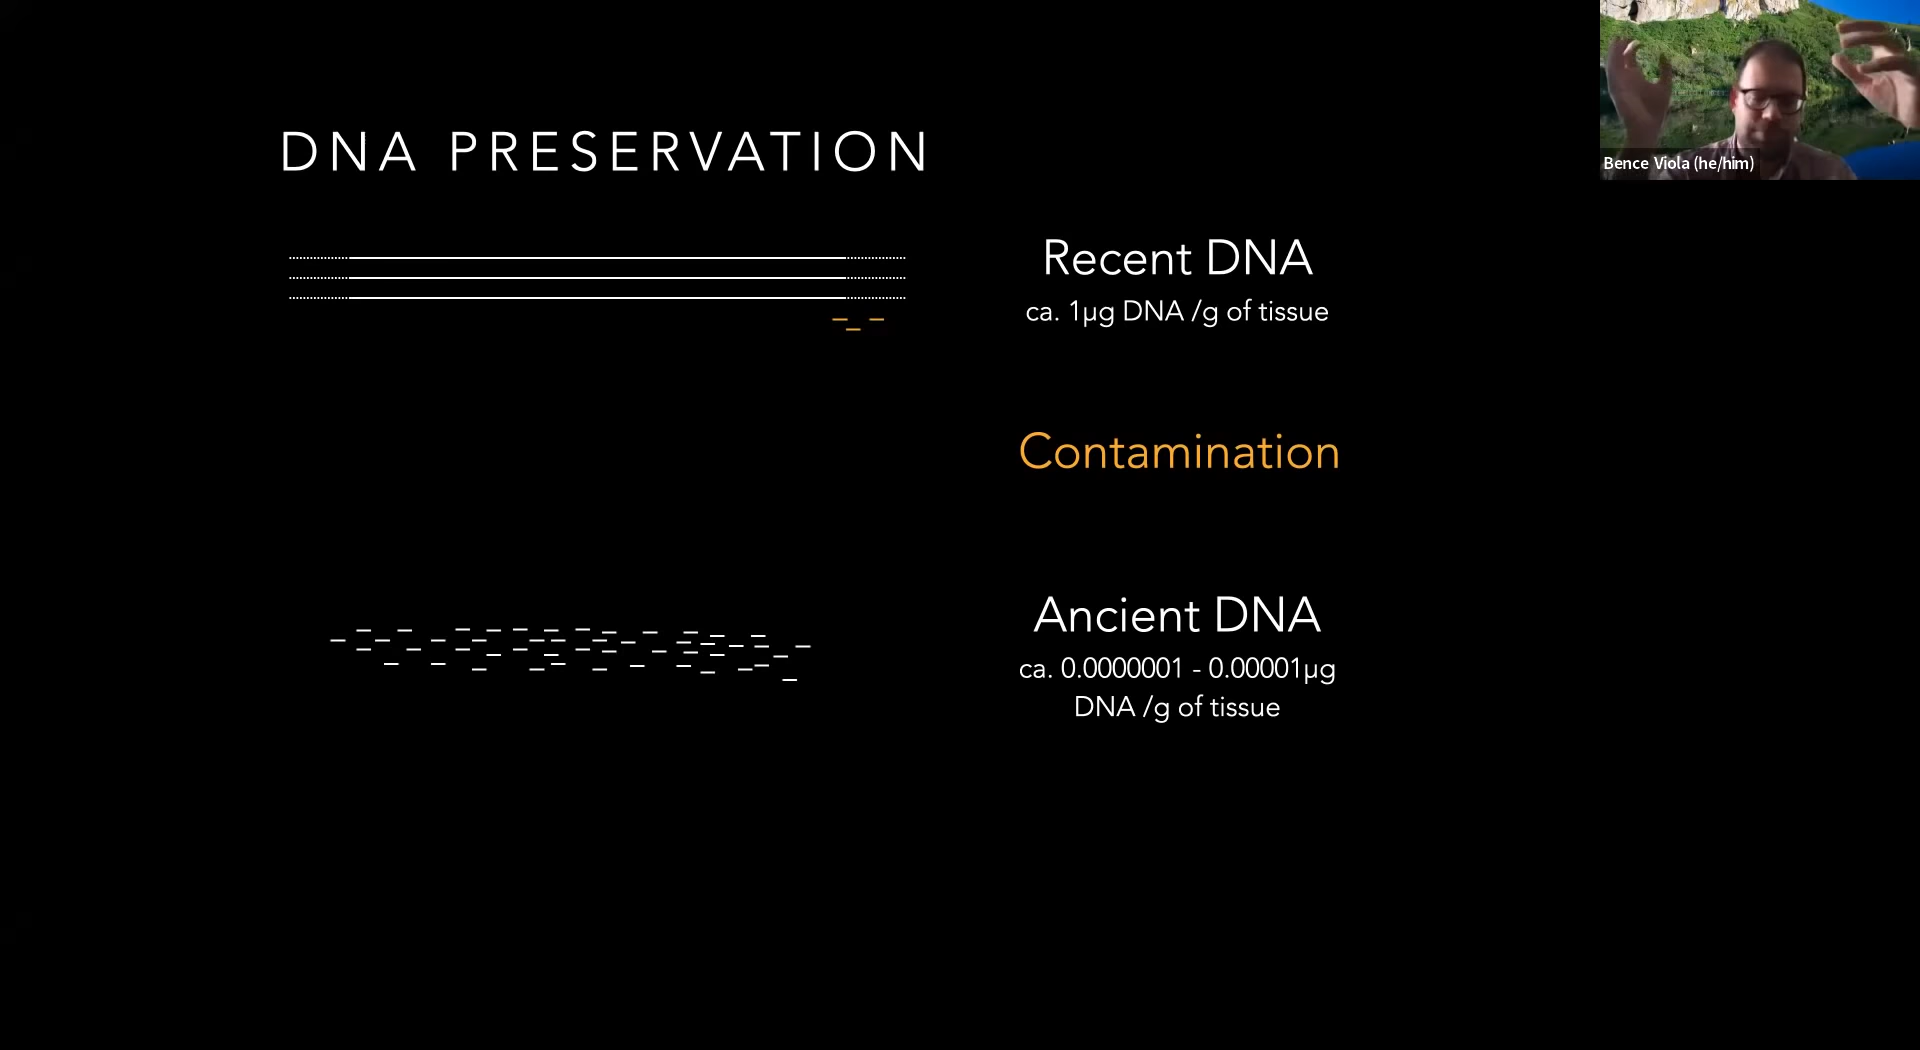 DNA PRESERVATION
Recent DNA
ca. 1µg DNA /g of tissue
Contamination
Ancient DNA
ca. 0.0000001 - 0.00001µg
DNA /g of tissue
Bence Viola (he/him)